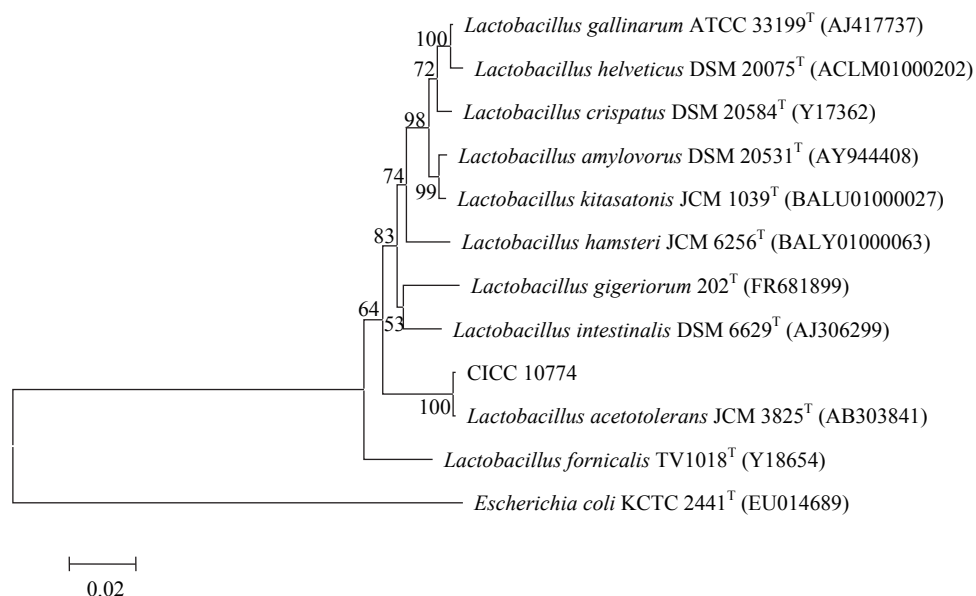 100 Lactobacillus gallinarum ATCC 33199ᵀ (AJ417737)
72 Lactobacillus helveticus DSM 20075ᵀ (ACLM01000202)
98 Lactobacillus crispatus DSM 20584ᵀ (Y17362)
Lactobacillus amylovorus DSM 20531ᵀ (AY944408)
74 99 Lactobacillus kitasatonis JCM 1039ᵀ (BALU01000027)
83 Lactobacillus hamsteri JCM 6256ᵀ (BALY01000063)
Lactobacillus gigeriorum 202ᵀ (FR681899)
64 53 Lactobacillus intestinalis DSM 6629ᵀ (AJ306299)
CICC 10774
100 Lactobacillus acetotolerans JCM 3825ᵀ (AB303841)
Lactobacillus fornicalis TV1018ᵀ (Y18654)
Escherichia coli KCTC 2441ᵀ (EU014689)
0.02